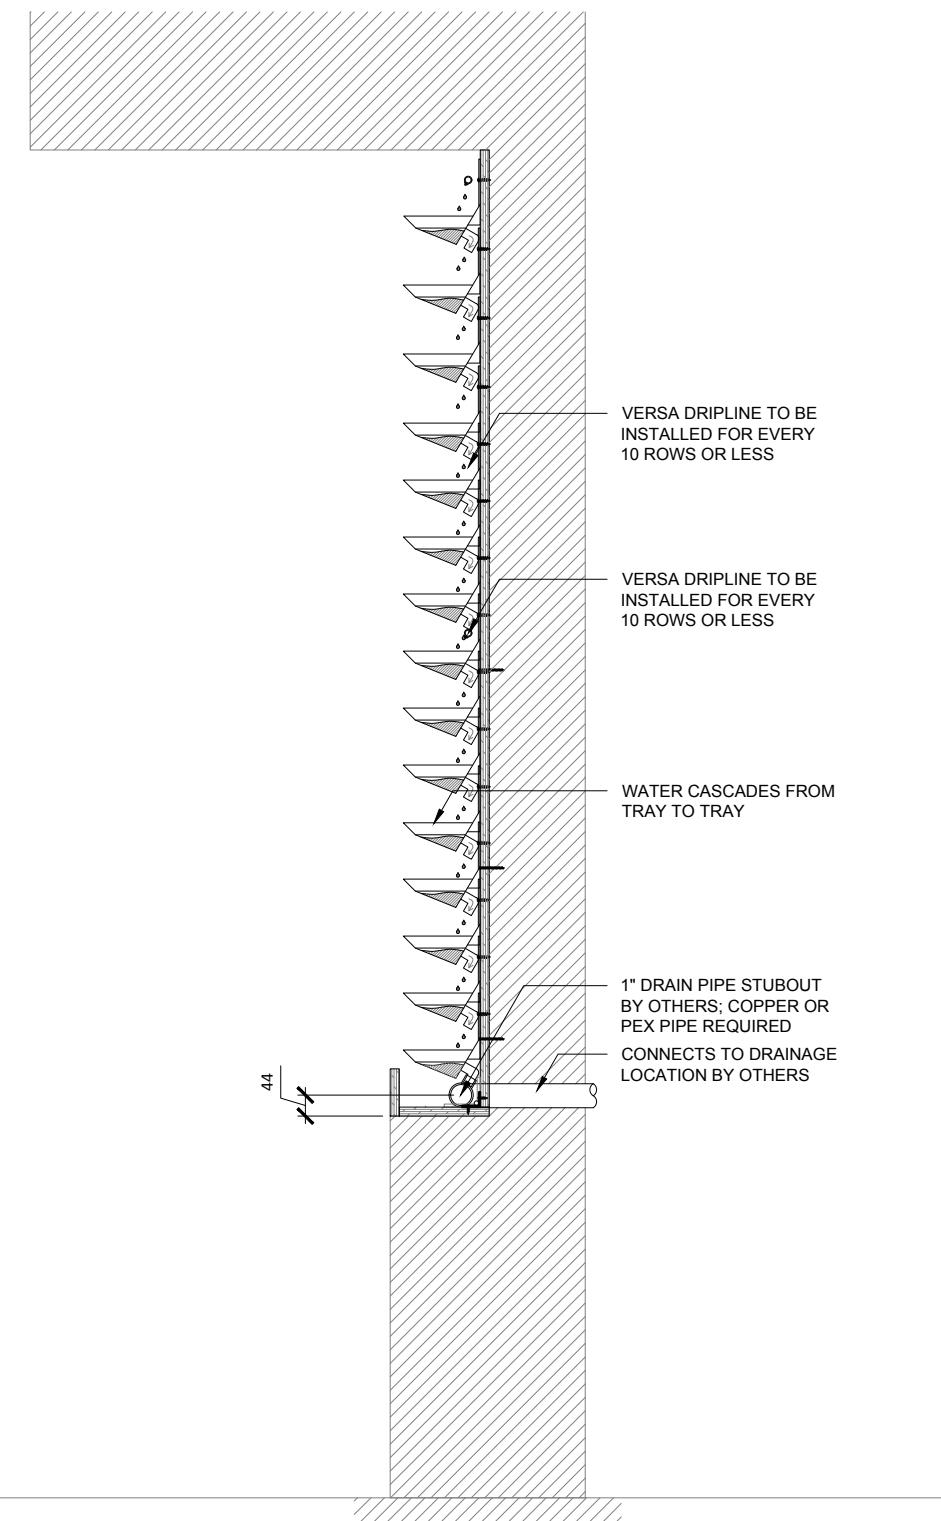 VERSA DRIPLINE TO BE
INSTALLED FOR EVERY
10 ROWS OR LESS
VERSA DRIPLINE TO BE
INSTALLED FOR EVERY
10 ROWS OR LESS
WATER CASCADES FROM
TRAY TO TRAY
1" DRAIN PIPE STUBOUT
BY OTHERS; COPPER OR
PEX PIPE REQUIRED
CONNECTS TO DRAINAGE
LOCATION BY OTHERS
44